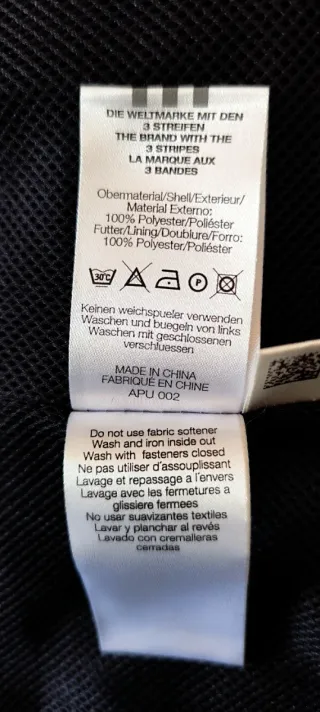 DIE WELTMARKE MIT DEN
3 STREIFEN
THE BRAND WITH THE
3 STRIPES
LA MARQUE AUX
3 BANDES
Obermaterial/Shell/Exterieur/
Material Externo:
100% Polyester/Poliéster
Futter/Lining/Doublure/Forro:
100% Polyester/Poliéster
30°C
P
Keinen weichspueler verwenden
Waschen und buegeln von links
Waschen mit geschlossenen
verschluessen
MADE IN CHINA
FABRIQUÉ EN CHINE
APU 002
Do not use fabric softener
Wash and iron inside out
Wash with fasteners closed
Ne pas utiliser d'assouplissant
Lavage et repassage a l'envers
Lavage avec les fermetures a
glissiere fermees
No usar suavizantes textiles
Lavar y planchar al revés
Lavado con cremalleras
cerradas